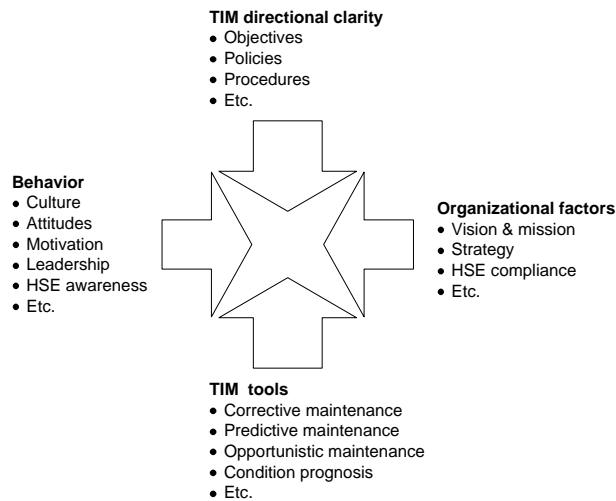 TIM directional clarity
• Objectives
• Policies
• Procedures
• Etc.
Behavior
• Culture
• Attitudes
• Motivation
• Leadership
• HSE awareness
• Etc.
Organizational factors
• Vision & mission
• Strategy
• HSE compliance
• Etc.
TIM tools
• Corrective maintenance
• Predictive maintenance
• Opportunistic maintenance
• Condition prognosis
• Etc.